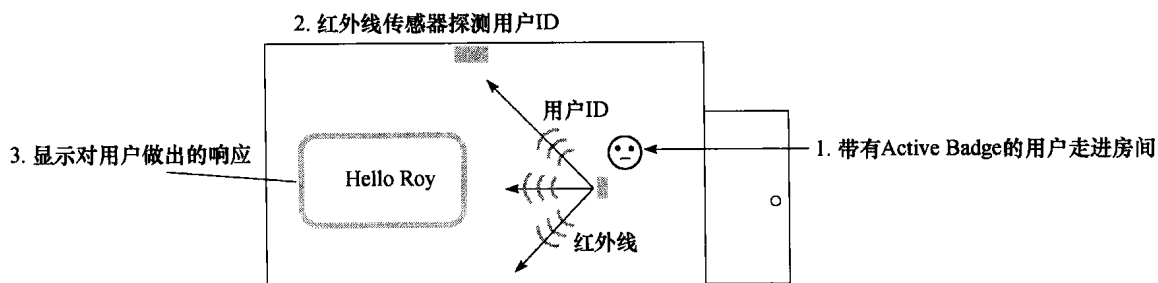 2. 红外线传感器探测用户ID
用户ID
3. 显示对用户做出的响应
1. 带有Active Badge的用户走进房间
Hello Roy
红外线